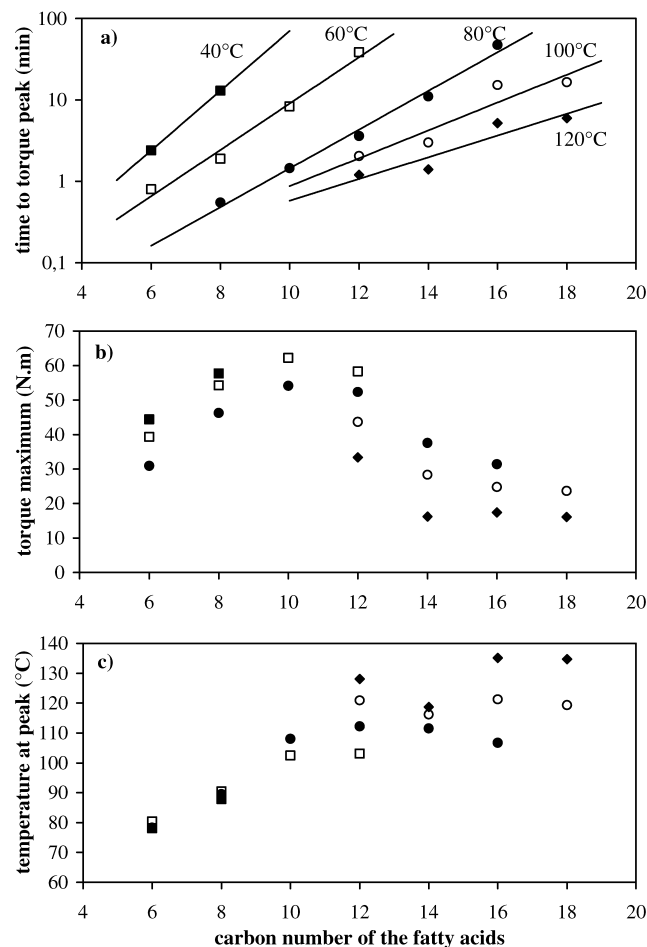 time to torque peak (min)
a)
40°C
60°C
80°C
100°C
120°C
100
10
1
0,1
4 6 8 10 12 14 16 18 20
torque maximum (N.m)
b)
70
60
50
40
30
20
10
0
4 6 8 10 12 14 16 18 20
temperature at peak (°C)
c)
140
130
120
110
100
90
80
70
60
4 6 8 10 12 14 16 18 20
carbon number of the fatty acids